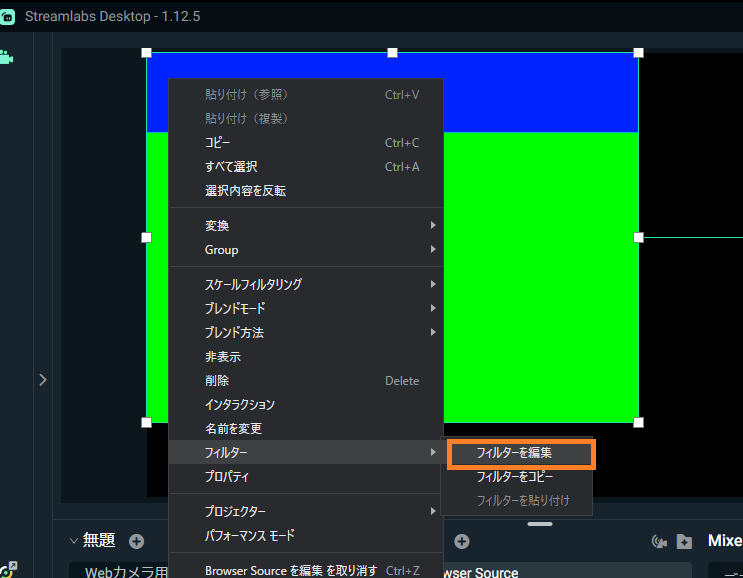 Streamlabs Desktop - 1.12.5
貼り付け（参照） Ctrl+V
貼り付け（複製）
コピー Ctrl+C
すべて選択 Ctrl+A
選択内容を反転
変換
Group
スケールフィルタリング
ブレンドモード
ブレンド方法
非表示
削除 Delete
インタラクション
名前を変更
フィルター
フィルターを編集
プロパティ
フィルターをコピー
フィルターを貼り付け
プロジェクター
パフォーマンス モード
Browser Source を編集 を取り消す Ctrl+Z
無題
Mixe
Webカメラ用
wser Source